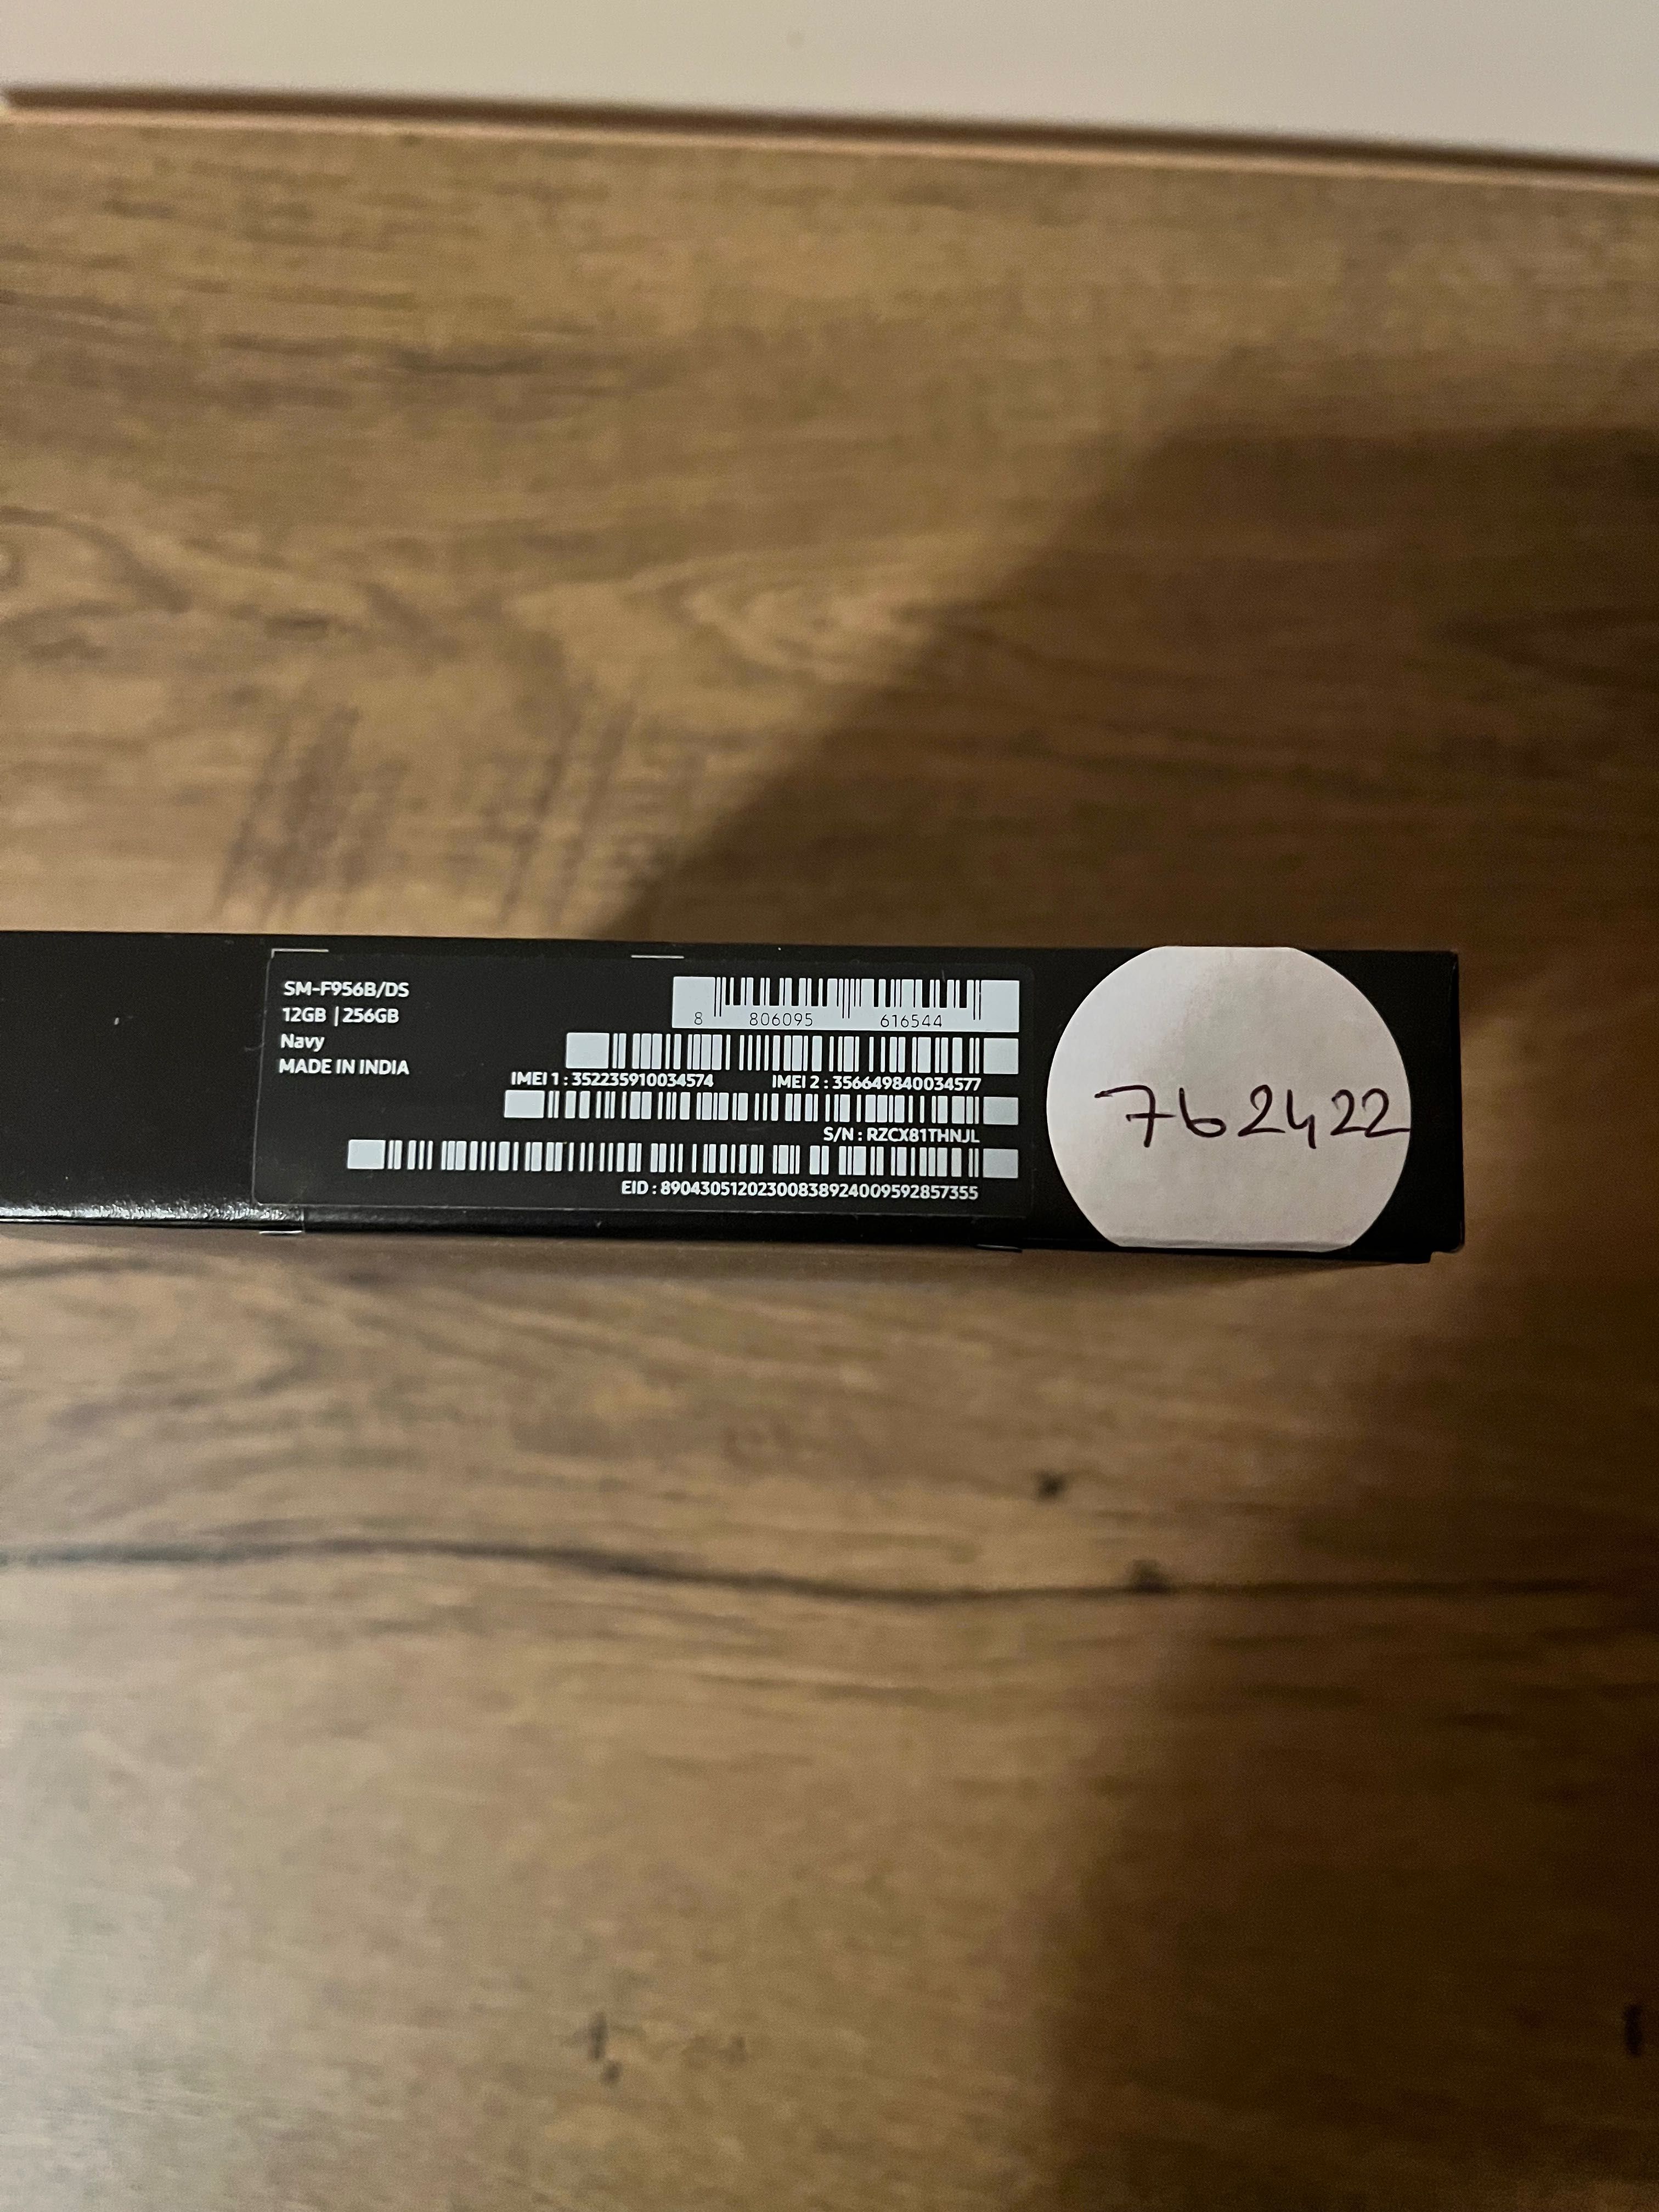 SM-F956B/DS
12GB | 256GB
Navy
MADE IN INDIA
8 806095 616544
IMEI 1 : 352235910034574 IMEI 2 : 356649840034577
S/N : RZCX81THNJL
EID : 89043051202300838924009592857355
762422